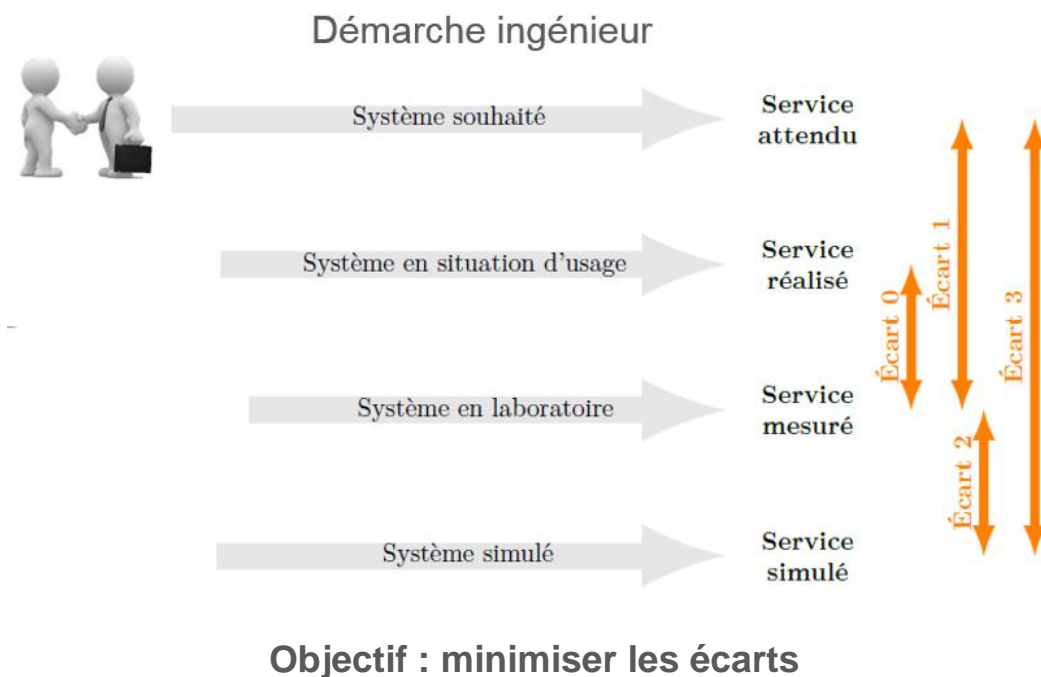 Démarche ingénieur
Système souhaité
Service
attendu
Système en situation d'usage
Service
réalisé
Système en laboratoire
Service
mesuré
Système simulé
Service
simulé
Écart 0
Écart 1
Écart 2
Écart 3
Objectif : minimiser les écarts